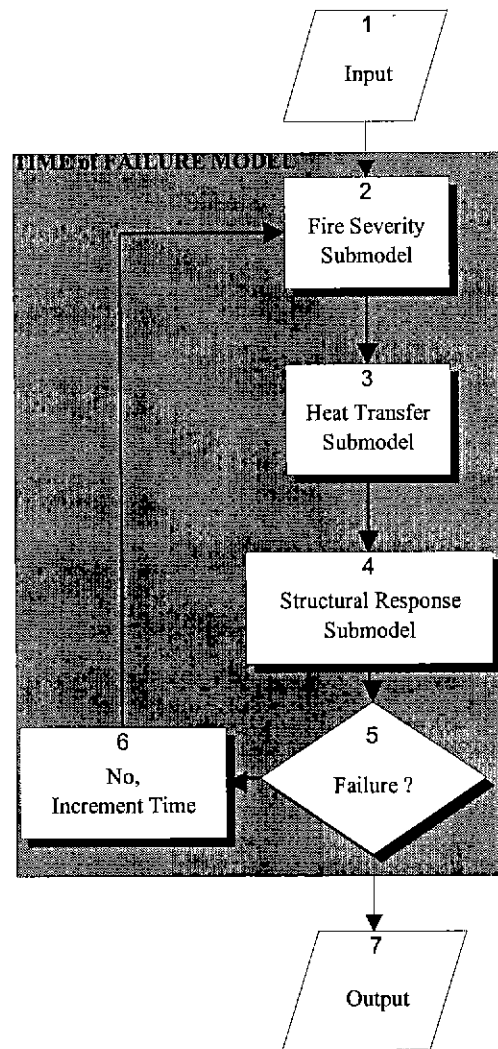 1
Input
TIME of FAILURE MODEL
2
Fire Severity
Submodel
3
Heat Transfer
Submodel
4
Structural Response
Submodel
5
Failure ?
6
No,
Increment Time
7
Output